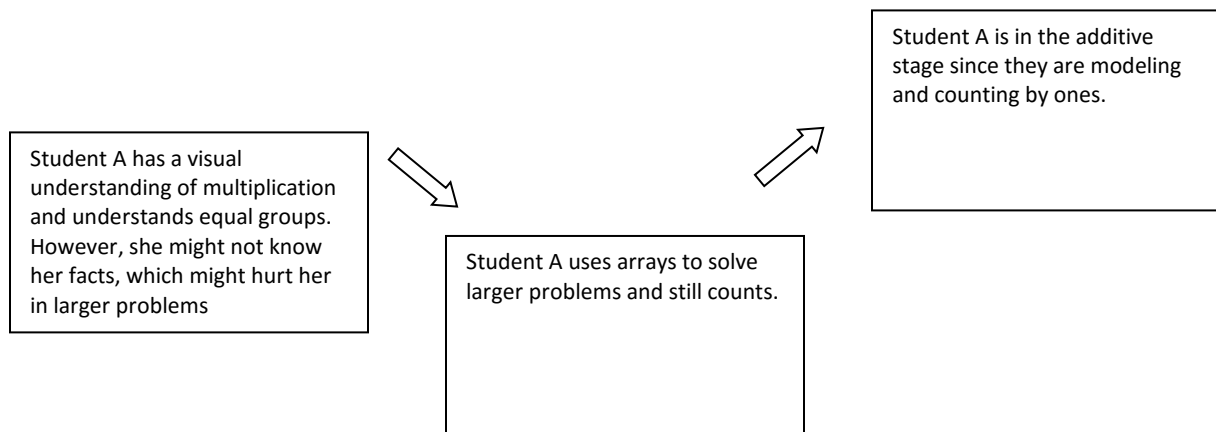 Student A has a visual
understanding of multiplication
and understands equal groups.
However, she might not know
her facts, which might hurt her
in larger problems
Student A uses arrays to solve
larger problems and still counts.
Student A is in the additive
stage since they are modeling
and counting by ones.